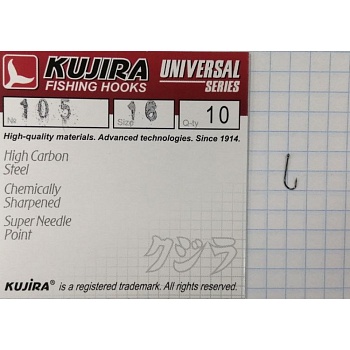 KUJIRA UNIVERSAL
FISHING HOOKS SERIES
№ 105 Size 16 Q-ty 10
High-quality materials. Advanced technologies. Since 1914.
High Carbon
Steel
Chemically
Sharpened
Super Needle
Point
クジラ
KUJIRA® is a registered trademark. All rights reserved.